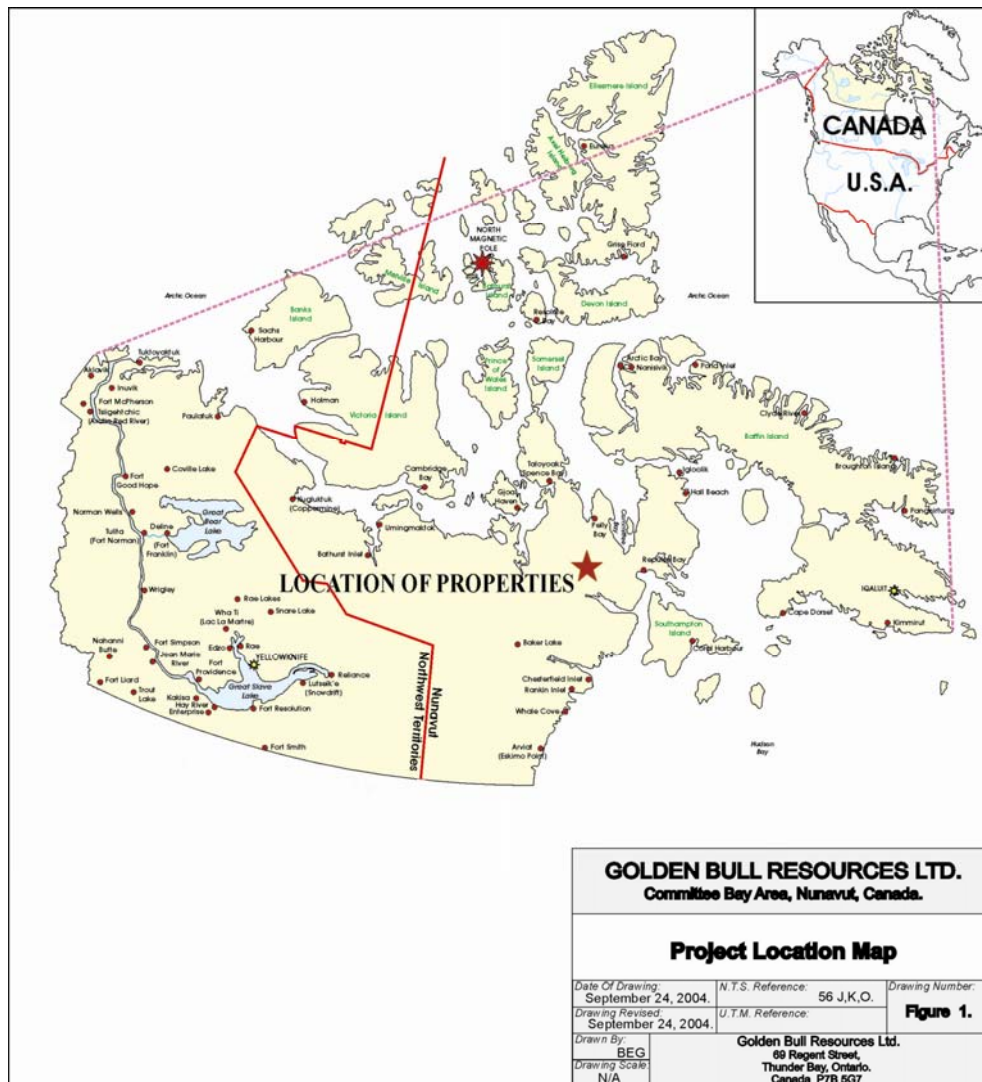 CANADA
U.S.A.
Ellesmere Island
Axel Heiberg
Island
Eureka
NORTH
MAGNETIC
POLE
Grise Fiord
Melville Island
Bathurst
Island
Devon Island
Arctic Ocean
Arctic Ocean
Banks
Island
Resolute
Bay
Sachs
Harbour
Tuktoyaktuk
Aklavik
Inuvik
Fort McPherson
Tsiigehtchic
(Arctic Red River)
Paulatuk
Holman
Victoria Island
Prince
of Wales
Island
Somerset
Island
Arctic Bay
Nanisivik
Pond Inlet
Clyde River
Baffin Island
Broughton Island
Pangnirtung
Coville Lake
Fort
Good Hope
Norman Wells
Tulita
(Fort Norman)
Deline
(Fort
Franklin)
Great
Bear
Lake
Kugluktuk
(Coppermine)
Cambridge
Bay
Umingmaktok
Bathurst Inlet
Gjoa
Haven
Taloyoak
(Spence Bay)
Pelly
Bay
Igloolik
Hall Beach
Repulse Bay
LOCATION OF PROPERTIES
IQALUIT
Kimmirut
Cape Dorset
Southampton
Island
Coral Harbour
Wrigley
Rae Lakes
Snare Lake
Wha Ti
(Lac La Martre)
Edzo
Rae
YELLOWKNIFE
Nahanni
Butte
Fort Simpson
Jean Marie
River
Fort
Providence
Fort Liard
Trout
Lake
Kakisa
Hay River
Enterprise
Great Slave
Lake
Reliance
Lutselk'e
(Snowdrift)
Fort Resolution
Fort Smith
Nunavut
Northwest Territories
Baker Lake
Chesterfield Inlet
Rankin Inlet
Whale Cove
Arviat
(Eskimo Point)
Hudson
Bay
GOLDEN BULL RESOURCES LTD.
Committee Bay Area, Nunavut, Canada.
Project Location Map
Date Of Drawing:
September 24, 2004.
N.T.S. Reference:
56 J,K,O.
Drawing Number:
Figure 1.
Drawing Revised:
September 24, 2004.
U.T.M. Reference:
Drawn By:
BEG
Drawing Scale:
N/A
Golden Bull Resources Ltd.
69 Regent Street,
Thunder Bay, Ontario.
Canada P7B 5G7